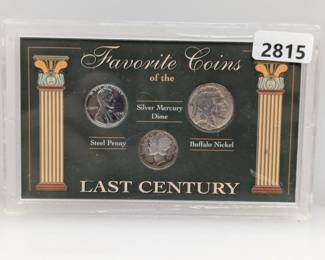 Favorite Coins
of the
2815
Silver Mercury
Dime
Steel Penny
Buffalo Nickel
LAST CENTURY